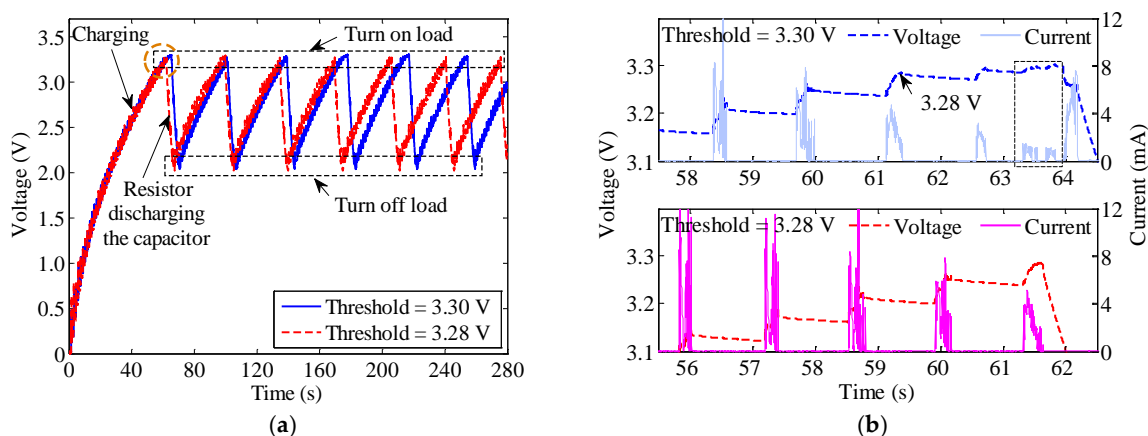 3.5
3.0
2.5
2.0
1.5
1.0
0.5
0
Voltage (V)
Charging
Turn on load
Resistor
discharging
the capacitor
Turn off load
Threshold = 3.30 V
Threshold = 3.28 V
0 40 80 120 160 200 240 280
Time (s)
(a)
Threshold = 3.30 V Voltage Current
3.3
3.2
3.1
3.28 V
12
8
4
0
58 59 60 61 62 63 64
Voltage (V)
Current (mA)
Threshold = 3.28 V Voltage Current
3.3
3.2
3.1
12
8
4
0
56 57 58 59 60 61 62
Time (s)
(b)